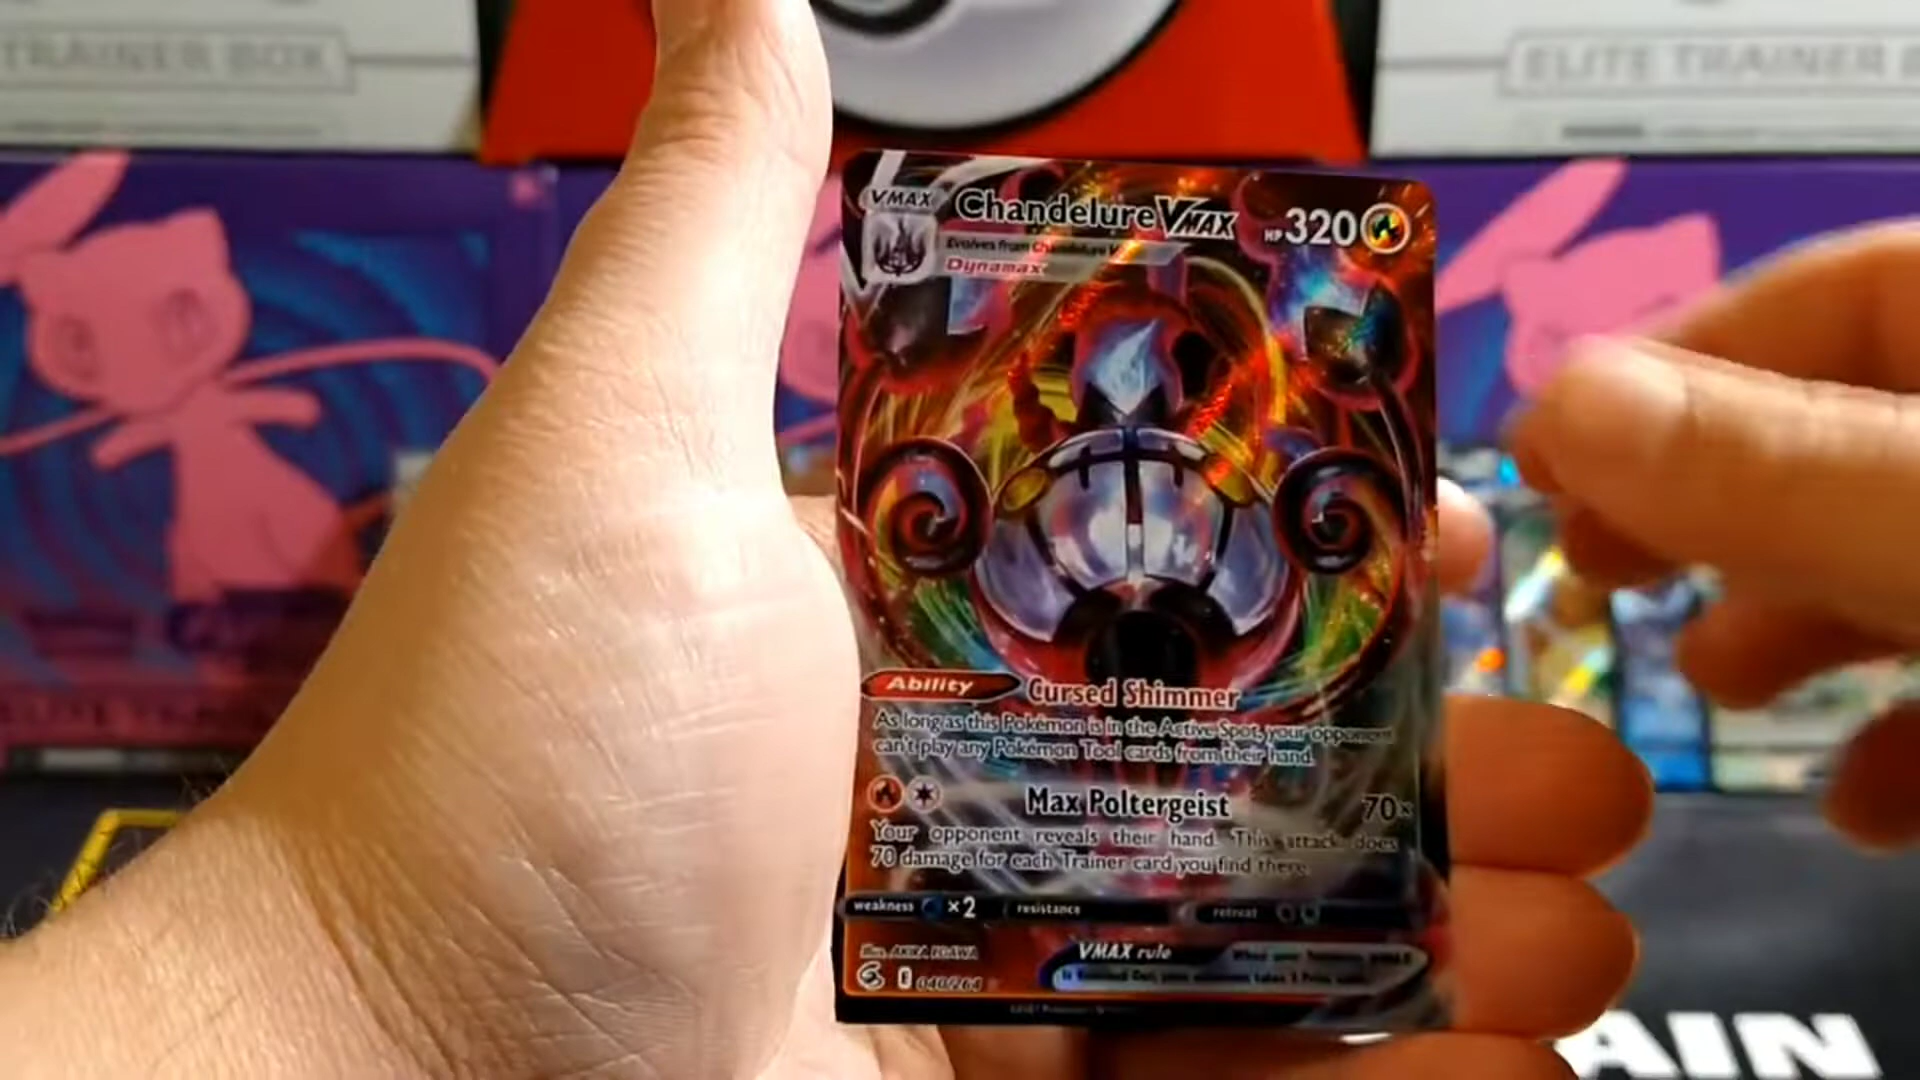 TRAINER BOX
ELITE TRAINER B
VMAX
Chandelure VMAX
HP 320
Evolves from Chandelure V
Dynamax
Ability Cursed Shimmer
As long as this Pokémon is in the Active Spot, your opponent
can't play any Pokémon Tool cards from their hand.
Max Poltergeist 70×
Your opponent reveals their hand. This attack does
70 damage for each Trainer card you find there.
weakness ×2 resistance retreat
Illus. AKIRA EGAWA
VMAX rule
E 040/264
AIN